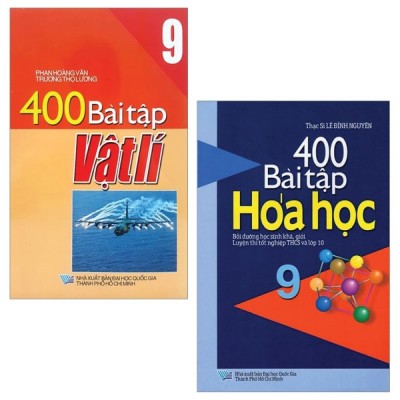 9
PHAN HOÀNG VĂN
TRƯƠNG THỌ LƯƠNG
400 Bài tập
Vật lí
NHÀ XUẤT BẢN ĐẠI HỌC QUỐC GIA
THÀNH PHỐ HỒ CHÍ MINH
Thạc Sĩ LÊ ĐÌNH NGUYÊN
400
Bài tập
Hóa học
Bồi dưỡng học sinh khá, giỏi
Luyện thi tốt nghiệp THCS và lớp 10
9
Nhà xuất bản Đại học Quốc Gia
Thành Phố Hồ Chí Minh